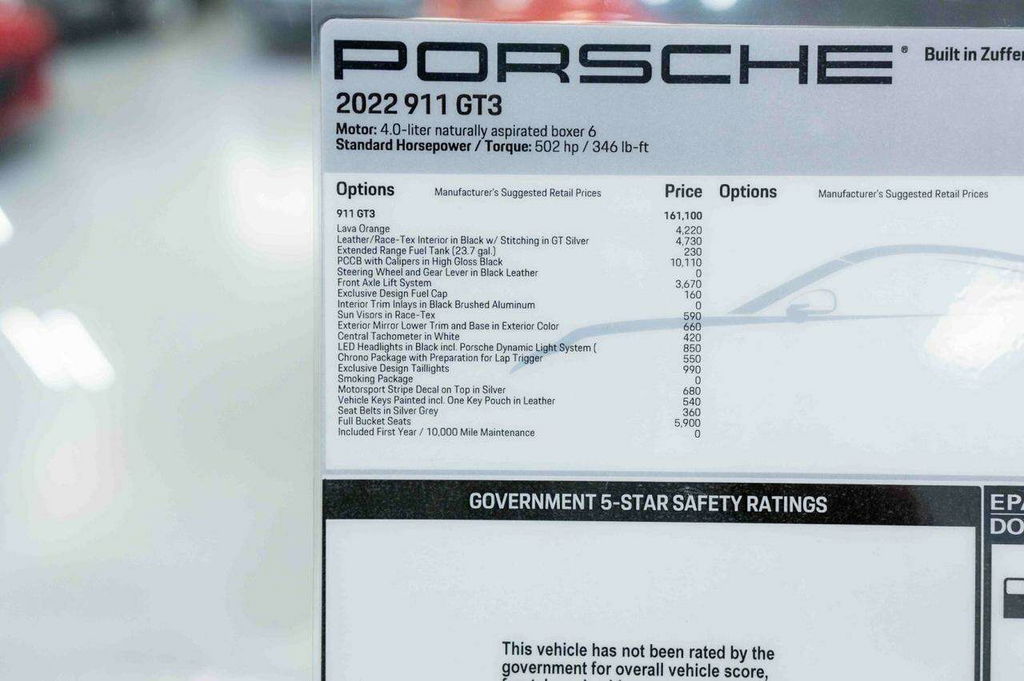 PORSCHE®
Built in Zuffen
2022 911 GT3
Motor: 4.0-liter naturally aspirated boxer 6
Standard Horsepower / Torque: 502 hp / 346 lb-ft
Options Manufacturer's Suggested Retail Prices Price Options Manufacturer's Suggested Retail Prices
911 GT3 161,100
Lava Orange 4,220
Leather/Race-Tex Interior in Black w/ Stitching in GT Silver 4,730
Extended Range Fuel Tank (23.7 gal.) 230
PCCB with Calipers in High Gloss Black 10,110
Steering Wheel and Gear Lever in Black Leather 0
Front Axle Lift System 3,670
Exclusive Design Fuel Cap 160
Interior Trim Inlays in Black Brushed Aluminum 0
Sun Visors in Race-Tex 590
Exterior Mirror Lower Trim and Base in Exterior Color 660
Central Tachometer in White 420
LED Headlights in Black incl. Porsche Dynamic Light System ( 850
Chrono Package with Preparation for Lap Trigger 550
Exclusive Design Taillights 990
Smoking Package 0
Motorsport Stripe Decal on Top in Silver 680
Vehicle Keys Painted incl. One Key Pouch in Leather 540
Seat Belts in Silver Grey 360
Full Bucket Seats 5,900
Included First Year / 10,000 Mile Maintenance 0
GOVERNMENT 5-STAR SAFETY RATINGS
EPA
DO
This vehicle has not been rated by the
government for overall vehicle score,